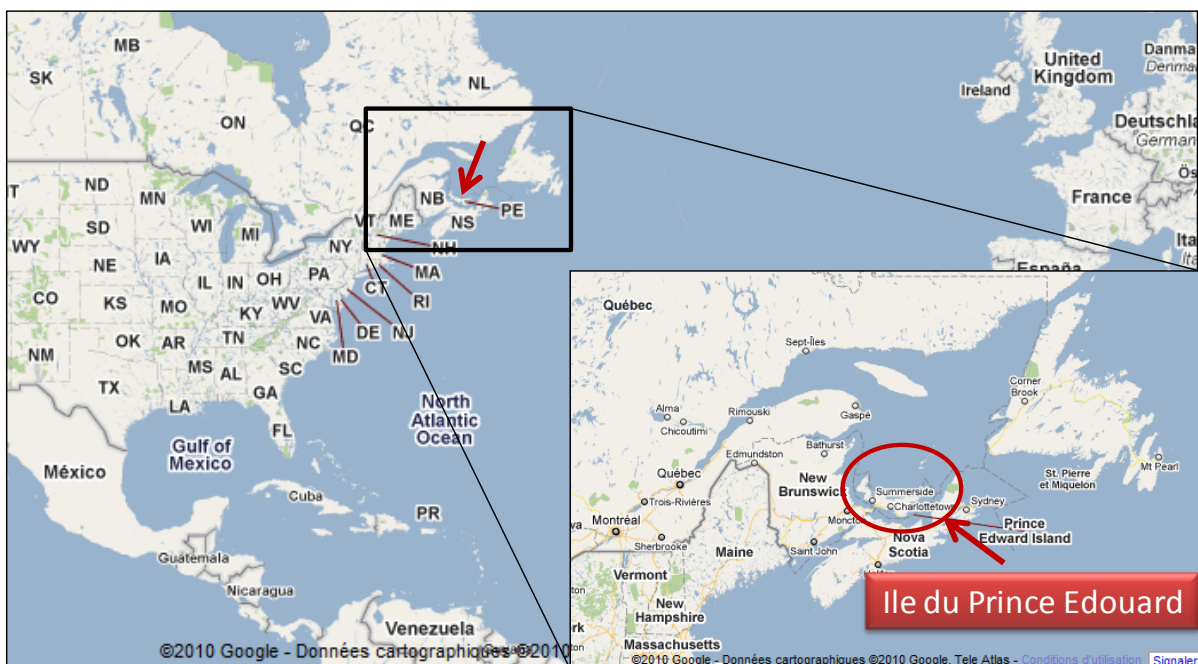 MB
SK
NL
ON
QC
NB
PE
NS
VT
ME
ND
MN
SD
WI
MI
NY
NH
WY
MA
IA
NE
PA
CT
RI
IL
IN
OH
CO
KS
MO
WV
KY
VA
DE
NJ
MD
OK
AR
TN
NC
NM
MS
AL
SC
TX
GA
LA
FL
North
Atlantic
Ocean
Gulf of
Mexico
México
Cuba
PR
Guatemala
Nicaragua
Venezuela
©2010 Google - Données cartographiques ©2010
United
Kingdom
Ireland
France
España
Québec
Sept-Îles
Corner
Brook
Alma
Chicoutimi
Rimouski
Gaspé
Bathurst
Edmundston
Québec
New
Brunswick
Summerside
Charlottetown
Sydney
St. Pierre
et Miquelon
Mt Pearl
Trois-Rivières
Montréal
Sherbrooke
Maine
Saint John
Nova
Scotia
Prince
Edward Island
Vermont
New
Hampshire
Massachusetts
Ile du Prince Edouard
©2010 Google - Données cartographiques ©2010 Google, Tele Atlas - Conditions d'utilisation
Signaler